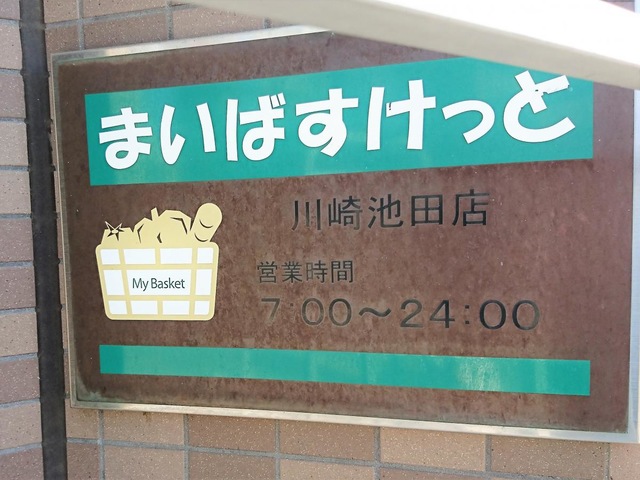 まいばすけっと
川崎池田店
My Basket
営業時間
7:00～24:00